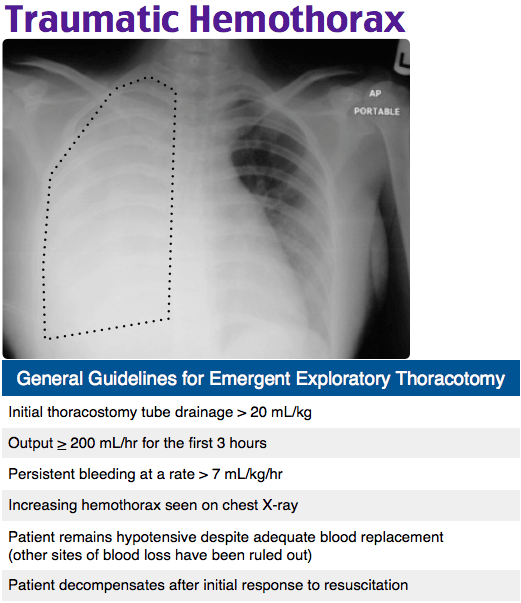 Traumatic Hemothorax
L
AP
PORTABLE
General Guidelines for Emergent Exploratory Thoracotomy
Initial thoracostomy tube drainage > 20 mL/kg
Output ≥ 200 mL/hr for the first 3 hours
Persistent bleeding at a rate > 7 mL/kg/hr
Increasing hemothorax seen on chest X-ray
Patient remains hypotensive despite adequate blood replacement
(other sites of blood loss have been ruled out)
Patient decompensates after initial response to resuscitation